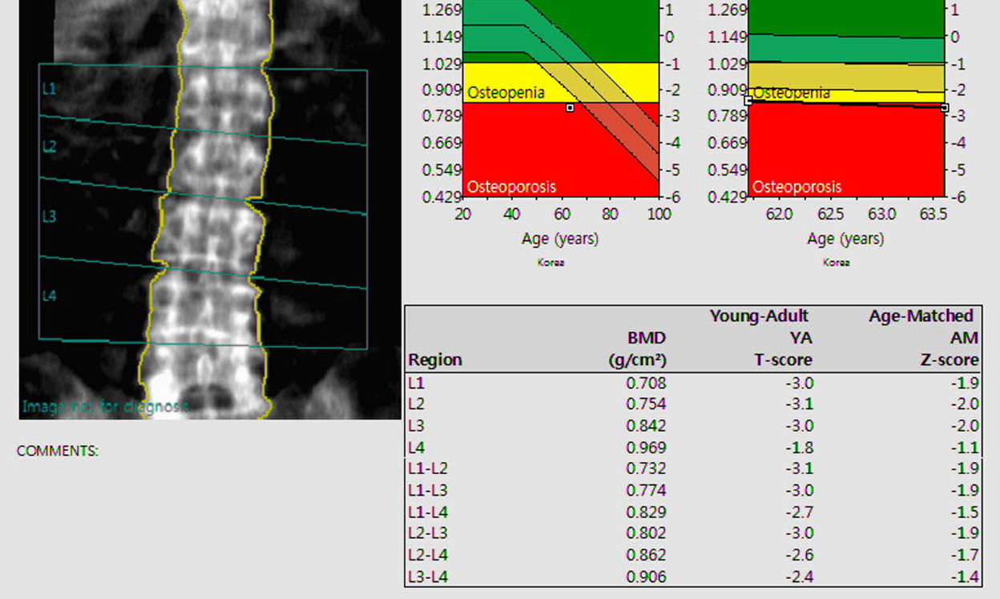 L1
L2
L3
L4
Image not for diagnosis
COMMENTS:
1.269
1.149
1.029
0.909
0.789
0.669
0.549
0.429
Osteopenia
Osteoporosis
1
0
-1
-2
-3
-4
-5
-6
20 40 60 80 100
Age (years)
Korea
1.269
1.149
1.029
0.909
0.789
0.669
0.549
0.429
Osteopenia
Osteoporosis
1
0
-1
-2
-3
-4
-5
-6
62.0 62.5 63.0 63.5
Age (years)
Korea
Young-Adult Age-Matched
BMD YA AM
Region (g/cm²) T-score Z-score
L1 0.708 -3.0 -1.9
L2 0.754 -3.1 -2.0
L3 0.842 -3.0 -2.0
L4 0.969 -1.8 -1.1
L1-L2 0.732 -3.1 -1.9
L1-L3 0.774 -3.0 -1.9
L1-L4 0.829 -2.7 -1.5
L2-L3 0.802 -3.0 -1.9
L2-L4 0.862 -2.6 -1.7
L3-L4 0.906 -2.4 -1.4